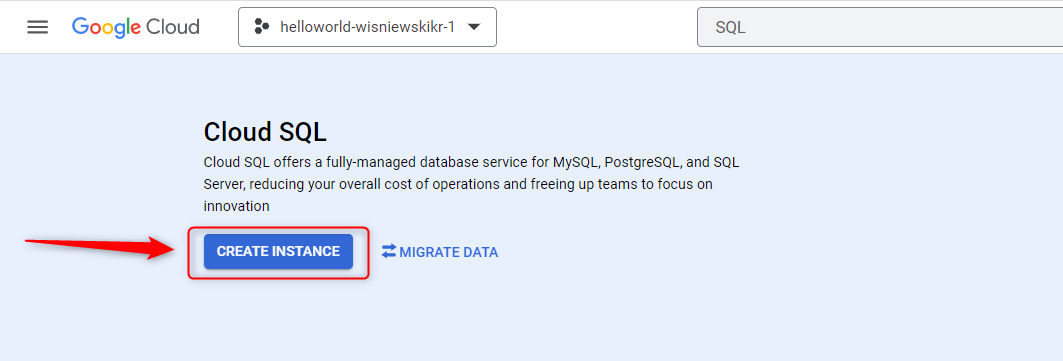 Google Cloud
helloworld-wisniewskikr-1
SQL
Cloud SQL
Cloud SQL offers a fully-managed database service for MySQL, PostgreSQL, and SQL
Server, reducing your overall cost of operations and freeing up teams to focus on
innovation
CREATE INSTANCE
MIGRATE DATA